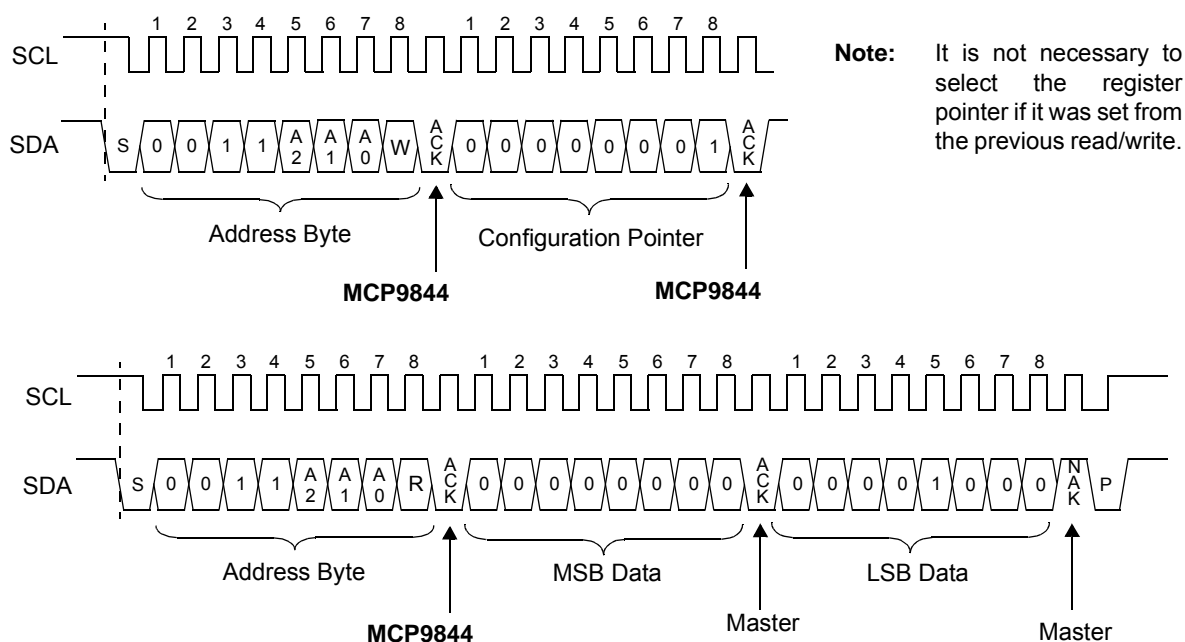 1 2 3 4 5 6 7 8 1 2 3 4 5 6 7 8
SCL
SDA
S 0 0 1 1 A2 A1 A0 W ACK 0 0 0 0 0 0 0 1 ACK
Address Byte
Configuration Pointer
MCP9844
MCP9844
Note: It is not necessary to
select the register
pointer if it was set from
the previous read/write.
1 2 3 4 5 6 7 8 1 2 3 4 5 6 7 8 1 2 3 4 5 6 7 8
SCL
SDA
S 0 0 1 1 A2 A1 A0 R ACK 0 0 0 0 0 0 0 0 ACK 0 0 0 0 1 0 0 0 NAK P
Address Byte
MSB Data
LSB Data
MCP9844
Master
Master